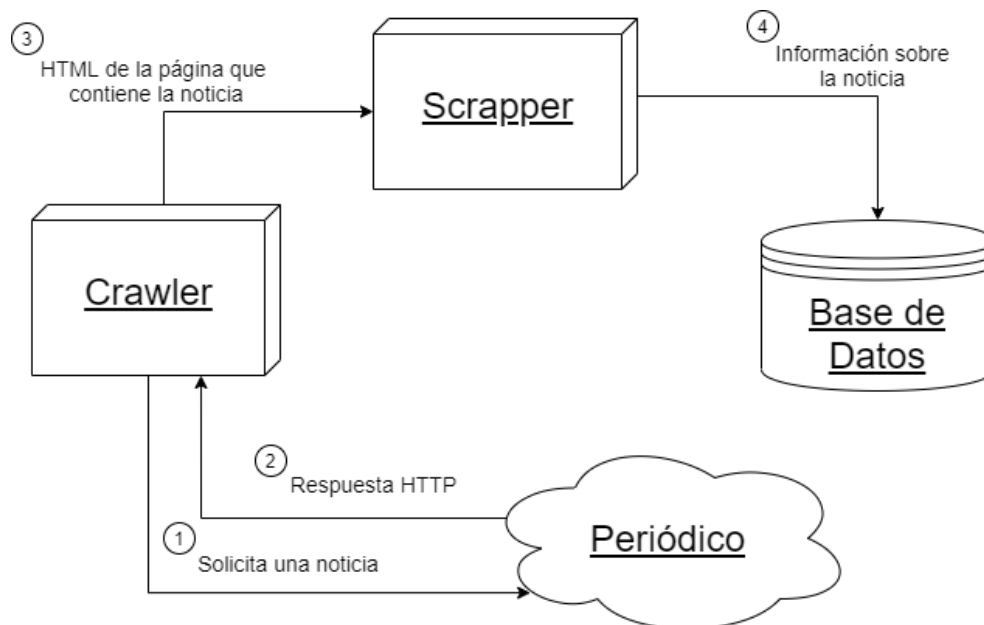 3
HTML de la página que
contiene la noticia
Scrapper
4
Información sobre
la noticia
Crawler
Base de
Datos
2
Respuesta HTTP
1
Solicita una noticia
Periódico